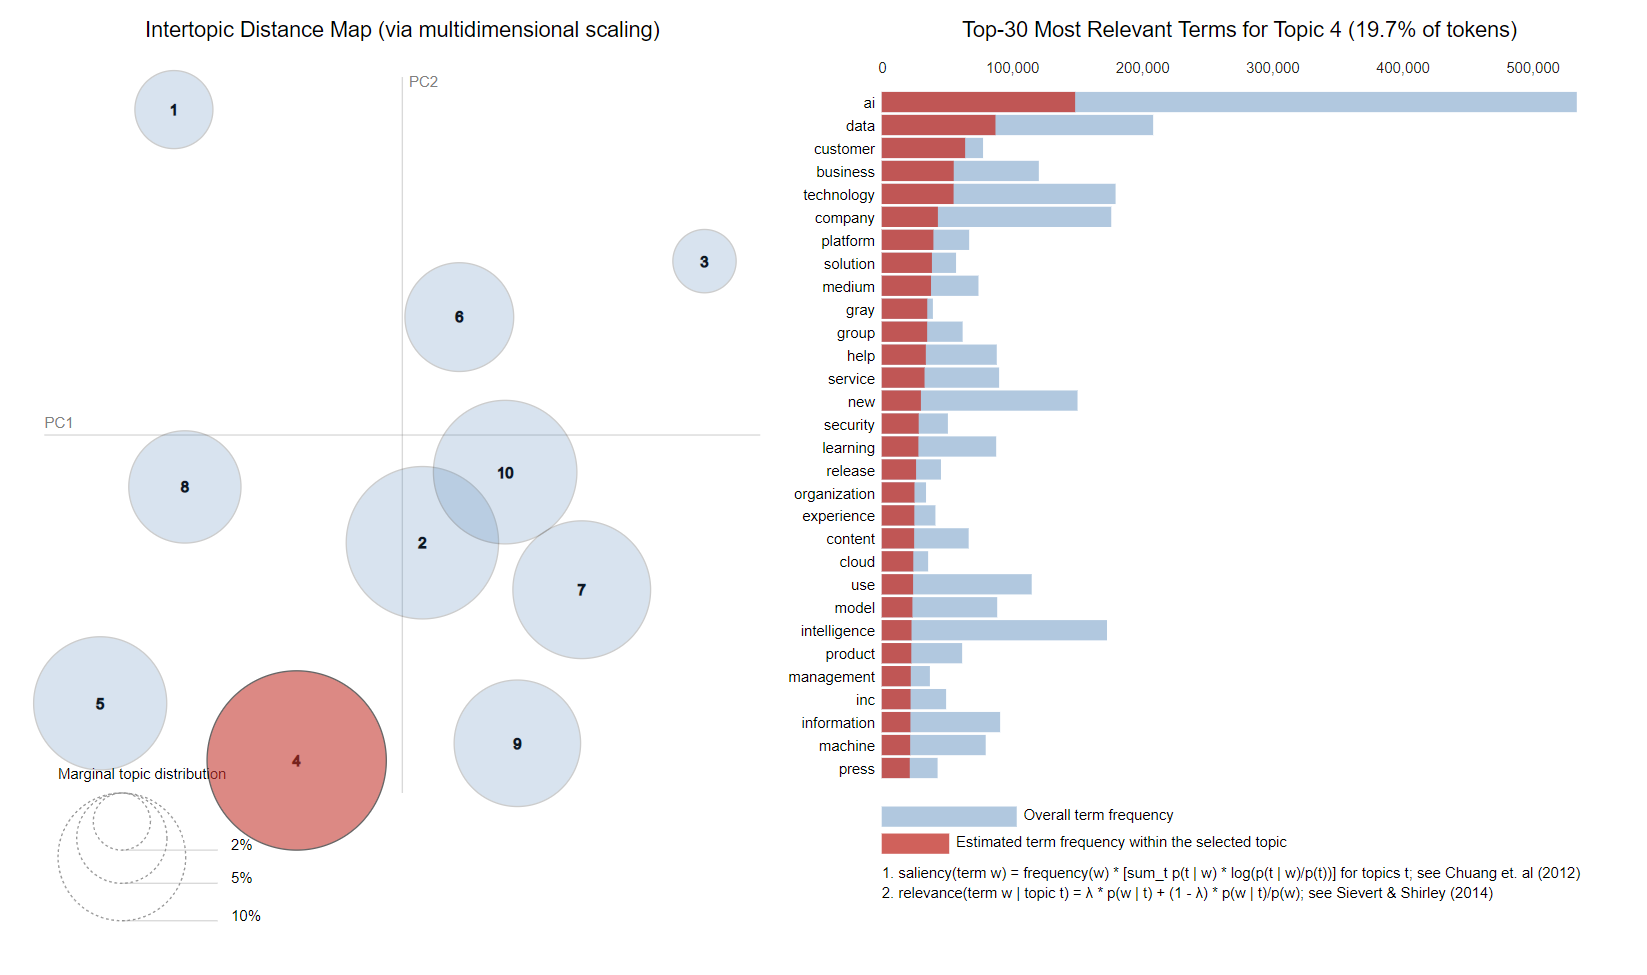 Intertopic Distance Map (via multidimensional scaling)
PC2
PC1
1
3
6
10
8
2
7
5
4
9
Marginal topic distribution
2%
5%
10%
Top-30 Most Relevant Terms for Topic 4 (19.7% of tokens)
0 100,000 200,000 300,000 400,000 500,000
ai
data
customer
business
technology
company
platform
solution
medium
gray
group
help
service
new
security
learning
release
organization
experience
content
cloud
use
model
intelligence
product
management
inc
information
machine
press
Overall term frequency
Estimated term frequency within the selected topic
1. saliency(term w) = frequency(w) * [sum_t p(t | w) * log(p(t | w)/p(t))] for topics t; see Chuang et. al (2012)
2. relevance(term w | topic t) = λ * p(w | t) + (1 - λ) * p(w | t)/p(w); see Sievert & Shirley (2014)